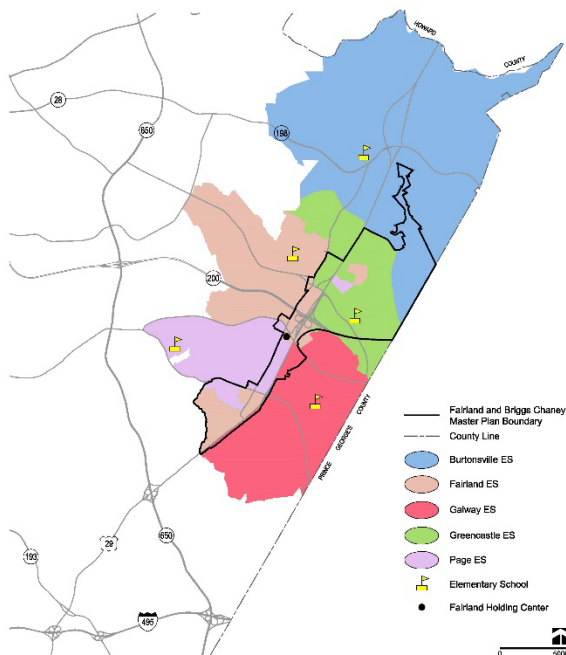 HOWARD
COUNTY
28
650
198
200
PRINCE GEORGE'S COUNTY
Fairland and Briggs Chaney
Master Plan Boundary
County Line
Burtonsville ES
Fairland ES
Galway ES
Greencastle ES
Page ES
Elementary School
Fairland Holding Center
650
29
193
495
0